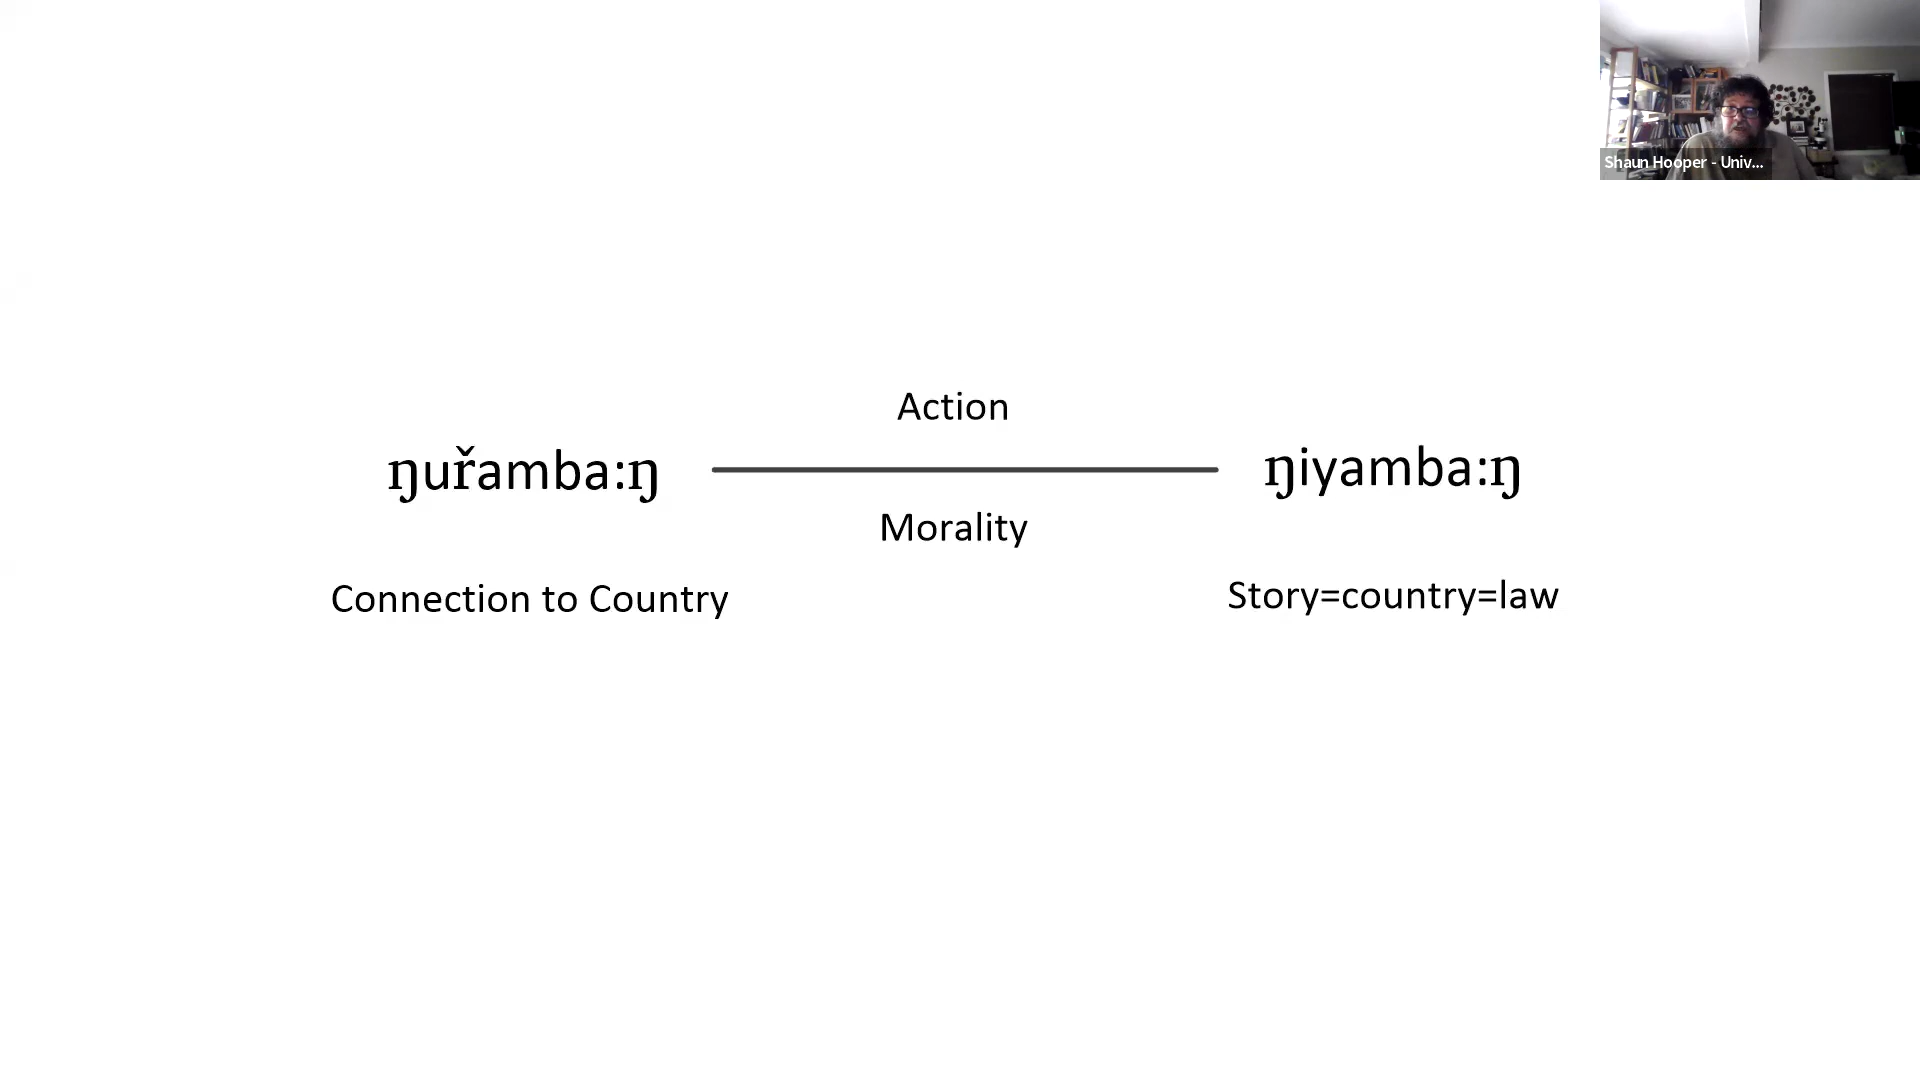 Shaun Hooper - Univ...
Action
ŋuřamba:ŋ
ŋiyamba:ŋ
Morality
Connection to Country
Story=country=law